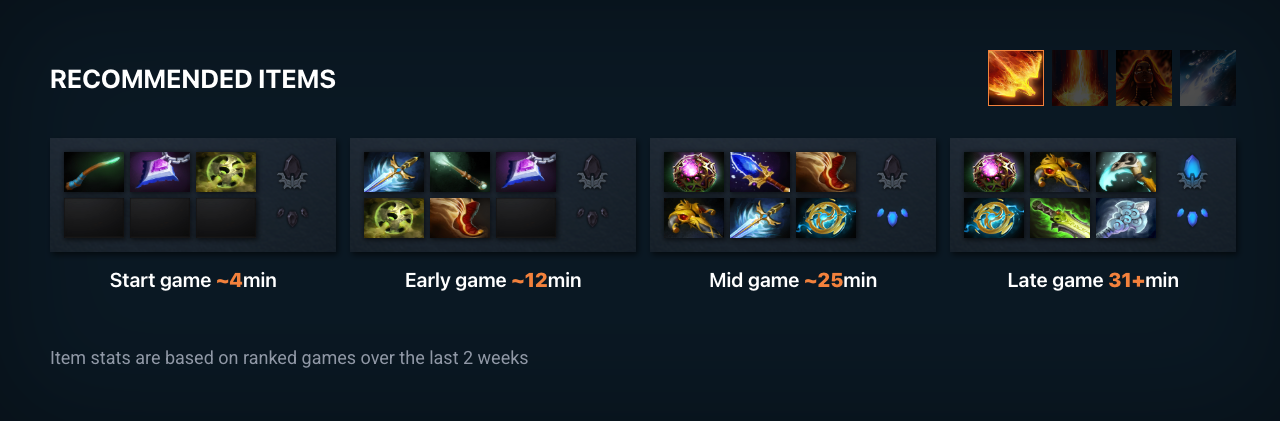 RECOMMENDED ITEMS
Start game ~4min
Early game ~12min
Mid game ~25min
Late game 31+min
Item stats are based on ranked games over the last 2 weeks